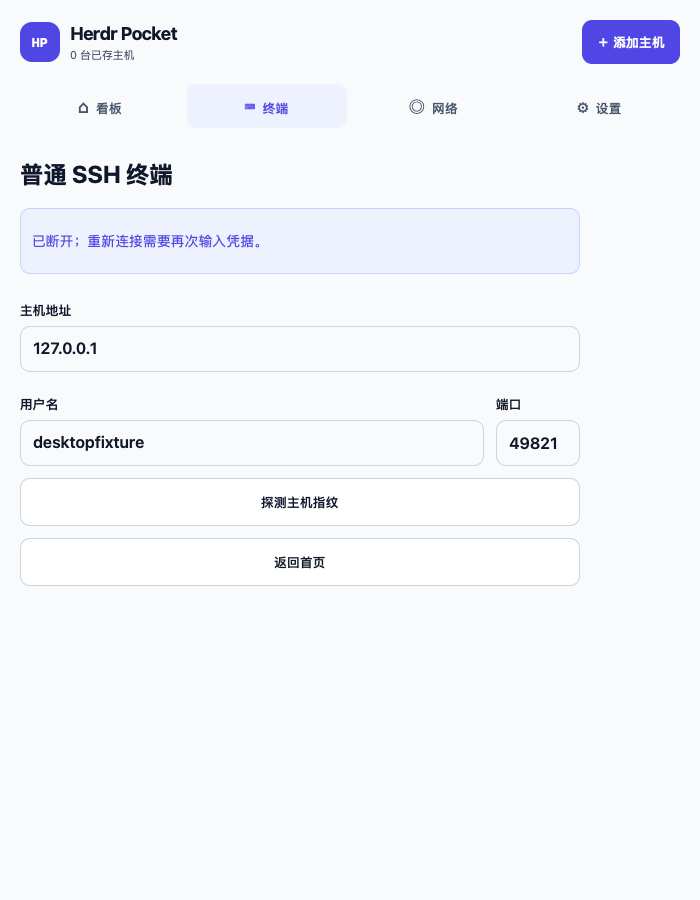 HP
Herdr Pocket
0 台已存主机
+ 添加主机
看板
终端
网络
设置
普通 SSH 终端
已断开；重新连接需要再次输入凭据。
主机地址
127.0.0.1
用户名
端口
desktopfixture
49821
探测主机指纹
返回首页